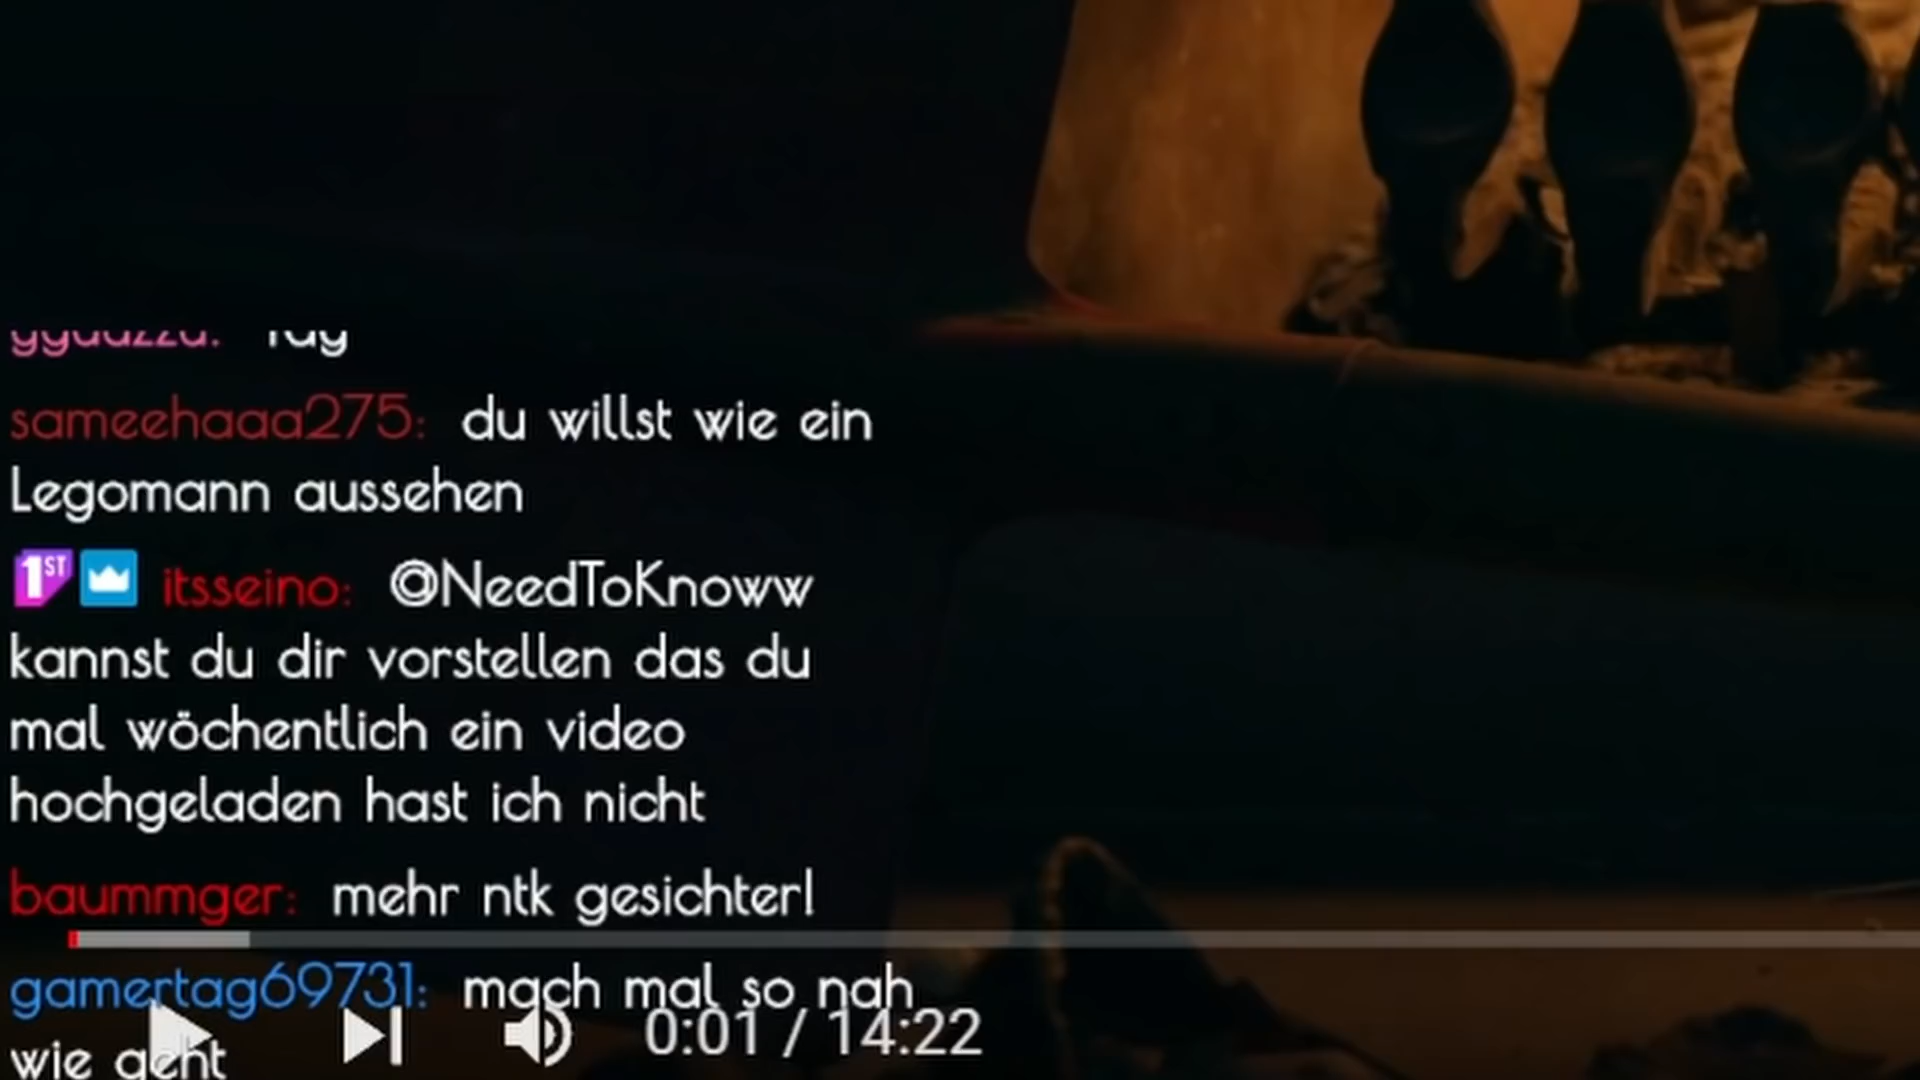 sameehaaa275: du willst wie ein
Legomann aussehen
1ST itsseino: @NeedToKnoww
kannst du dir vorstellen das du
mal wöchentlich ein video
hochgeladen hast ich nicht
baummger: mehr ntk gesichter!
gamertag69731: mach mal so nah
wie geht
0:01 / 14:22